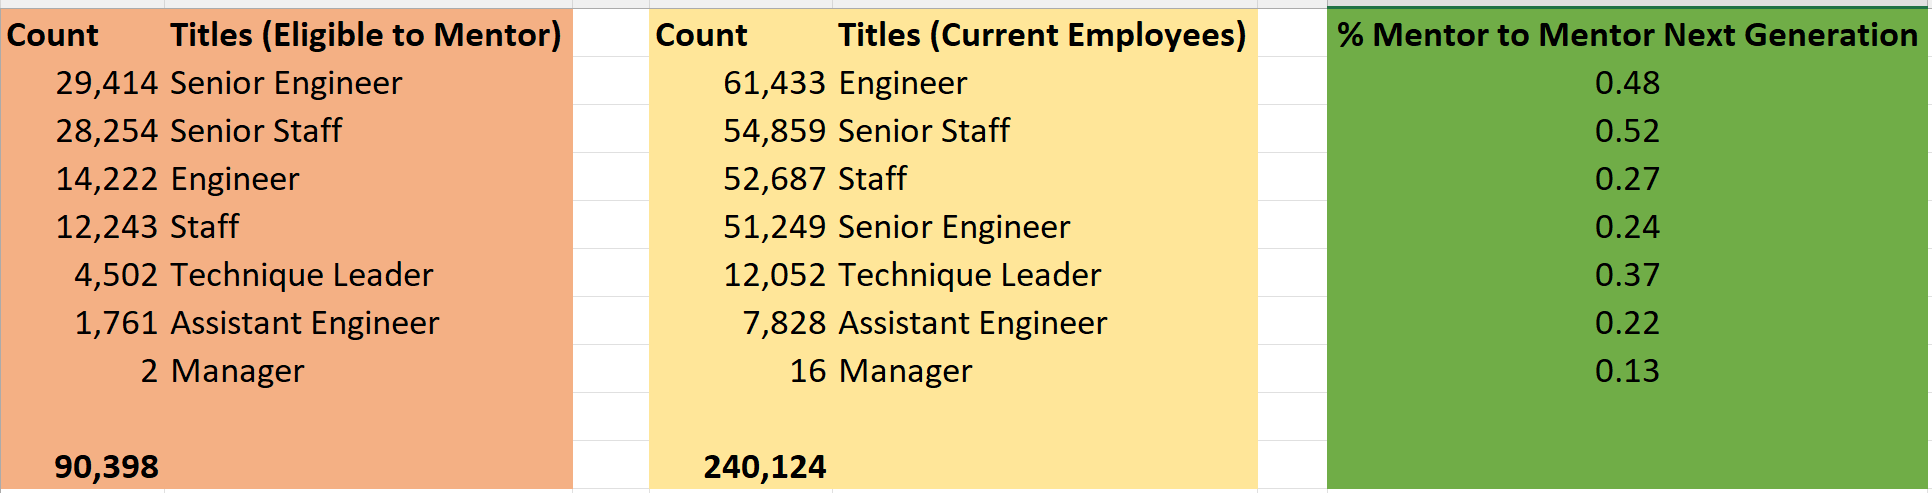 Count Titles (Eligible to Mentor) Count Titles (Current Employees) % Mentor to Mentor Next Generation
29,414 Senior Engineer 61,433 Engineer 0.48
28,254 Senior Staff 54,859 Senior Staff 0.52
14,222 Engineer 52,687 Staff 0.27
12,243 Staff 51,249 Senior Engineer 0.24
4,502 Technique Leader 12,052 Technique Leader 0.37
1,761 Assistant Engineer 7,828 Assistant Engineer 0.22
2 Manager 16 Manager 0.13
90,398 240,124